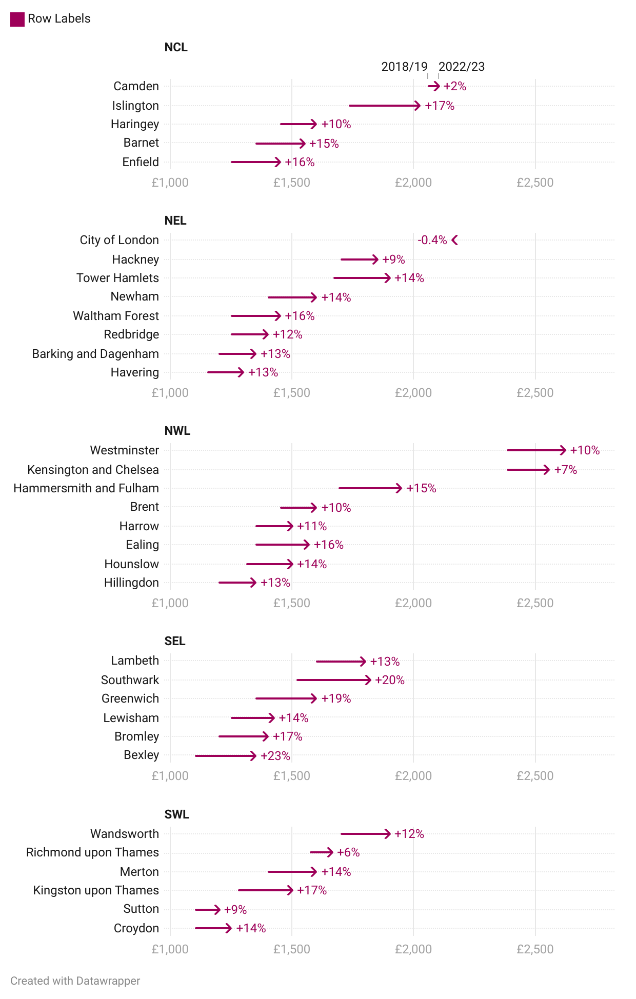 Row Labels
NCL
2018/19 2022/23
Camden +2%
Islington +17%
Haringey +10%
Barnet +15%
Enfield +16%
£1,000 £1,500 £2,000 £2,500
NEL
City of London -0.4%
Hackney +9%
Tower Hamlets +14%
Newham +14%
Waltham Forest +16%
Redbridge +12%
Barking and Dagenham +13%
Havering +13%
£1,000 £1,500 £2,000 £2,500
NWL
Westminster +10%
Kensington and Chelsea +7%
Hammersmith and Fulham +15%
Brent +10%
Harrow +11%
Ealing +16%
Hounslow +14%
Hillingdon +13%
£1,000 £1,500 £2,000 £2,500
SEL
Lambeth +13%
Southwark +20%
Greenwich +19%
Lewisham +14%
Bromley +17%
Bexley +23%
£1,000 £1,500 £2,000 £2,500
SWL
Wandsworth +12%
Richmond upon Thames +6%
Merton +14%
Kingston upon Thames +17%
Sutton +9%
Croydon +14%
£1,000 £1,500 £2,000 £2,500
Created with Datawrapper